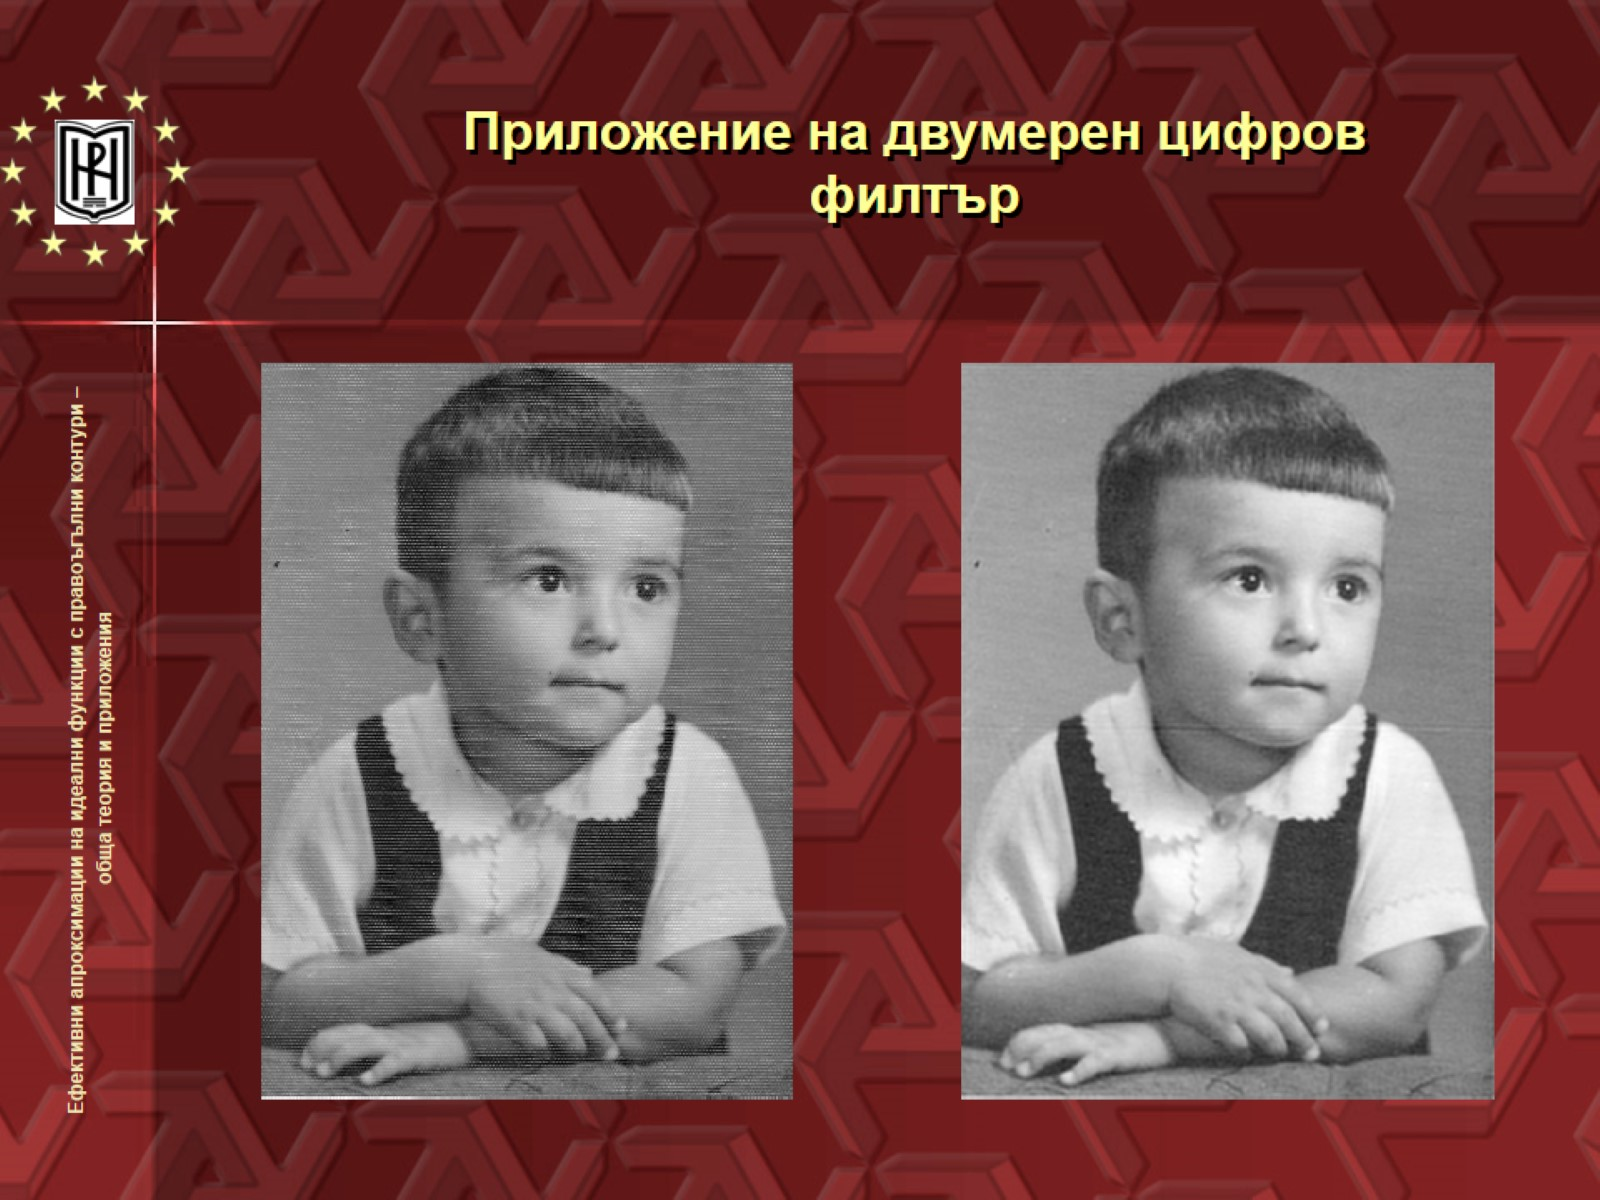 Приложение на двумерен цифров
филтър
Ефективни апроксимации на идеални функции с правоъгълни контури –
обща теория и приложения